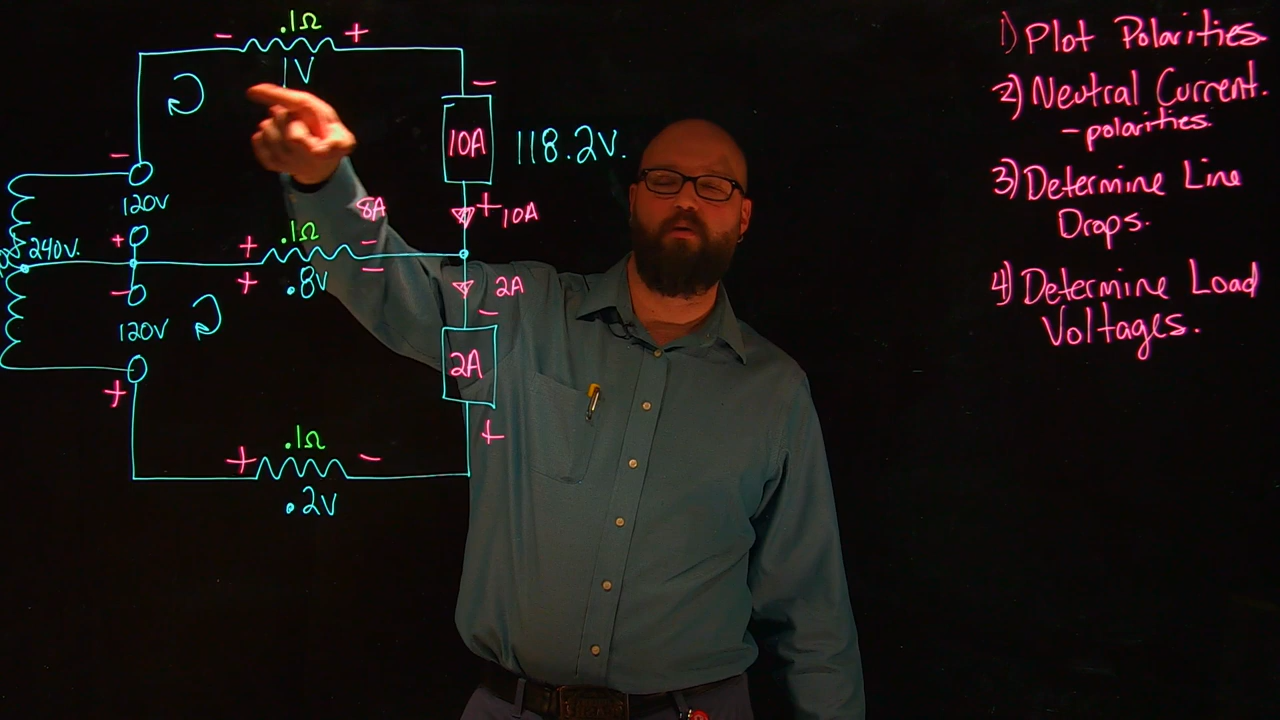 - .1Ω +
1V
-
-
10A
118.2V.
120V
+ 10A
8A
+
240V.
+ .1Ω -
+ -
.8V
-
2A
120V
-
2A
+
+
.1Ω
+ -
.2V
1) Plot Polarities
2) Neutral Current.
- polarities.
3) Determine Line
Drops.
4) Determine Load
Voltages.